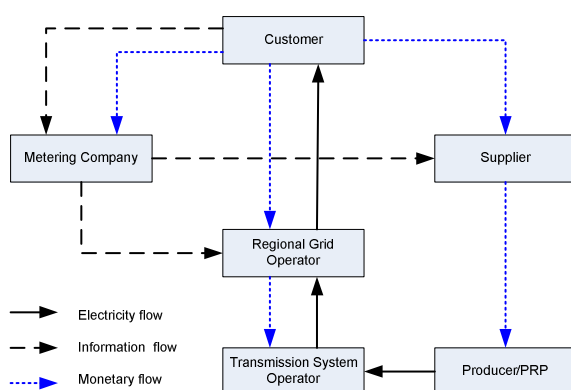 Customer
Metering Company
Supplier
Regional Grid
Operator
Electricity flow
Information flow
Monetary flow
Transmission System
Operator
Producer/PRP